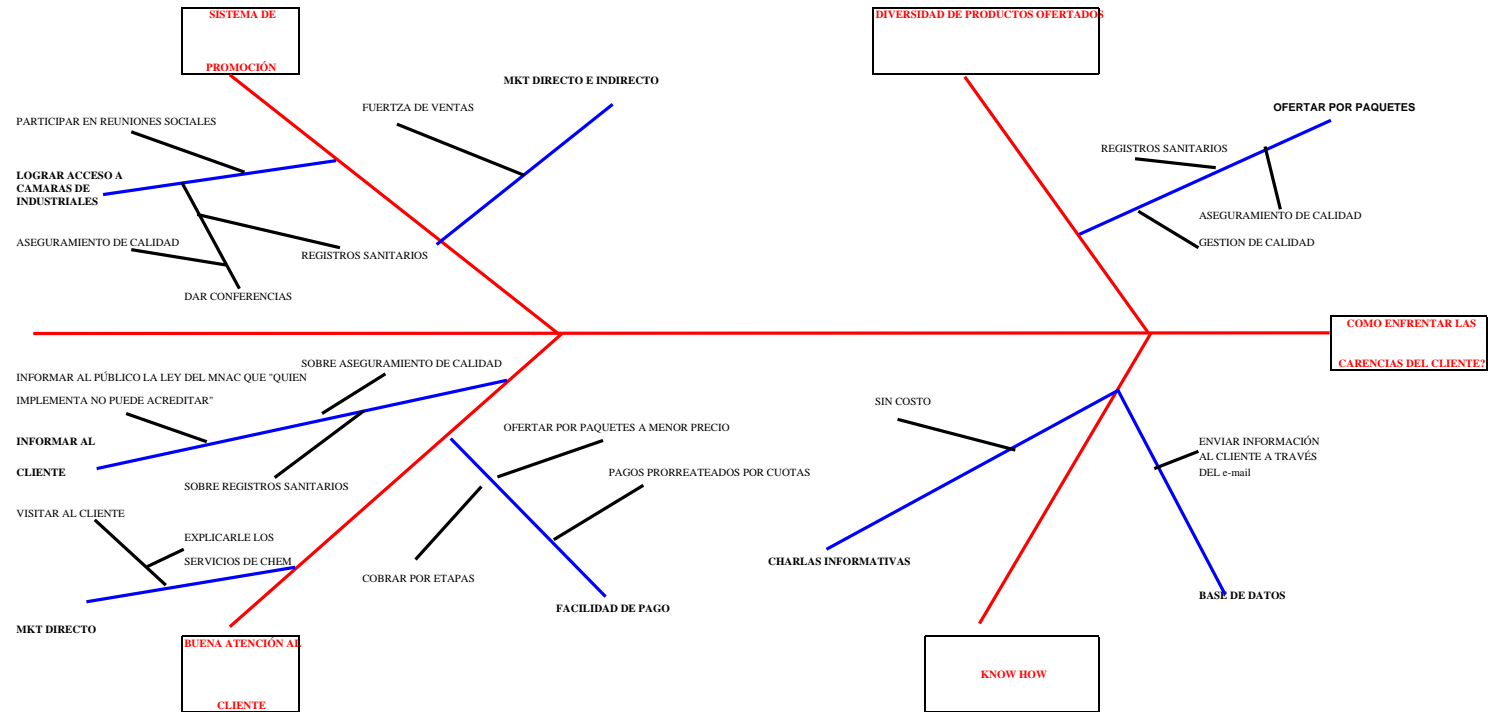 SISTEMA DE
PROMOCIÓN
DIVERSIDAD DE PRODUCTOS OFERTADOS
MKT DIRECTO E INDIRECTO
FUERTZA DE VENTAS
OFERTAR POR PAQUETES
PARTICIPAR EN REUNIONES SOCIALES
REGISTROS SANITARIOS
LOGRAR ACCESO A
CAMARAS DE
INDUSTRIALES
ASEGURAMIENTO DE CALIDAD
GESTION DE CALIDAD
ASEGURAMIENTO DE CALIDAD
REGISTROS SANITARIOS
DAR CONFERENCIAS
COMO ENFRENTAR LAS
CARENCIAS DEL CLIENTE?
SOBRE ASEGURAMIENTO DE CALIDAD
INFORMAR AL PÚBLICO LA LEY DEL MNAC QUE "QUIEN
IMPLEMENTA NO PUEDE ACREDITAR"
SIN COSTO
INFORMAR AL
CLIENTE
OFERTAR POR PAQUETES A MENOR PRECIO
ENVIAR INFORMACIÓN
AL CLIENTE A TRAVÉS
DEL e-mail
PAGOS PRORREATEADOS POR CUOTAS
SOBRE REGISTROS SANITARIOS
VISITAR AL CLIENTE
EXPLICARLE LOS
SERVICIOS DE CHEM
CHARLAS INFORMATIVAS
COBRAR POR ETAPAS
BASE DE DATOS
FACILIDAD DE PAGO
MKT DIRECTO
BUENA ATENCIÓN AL
CLIENTE
KNOW HOW